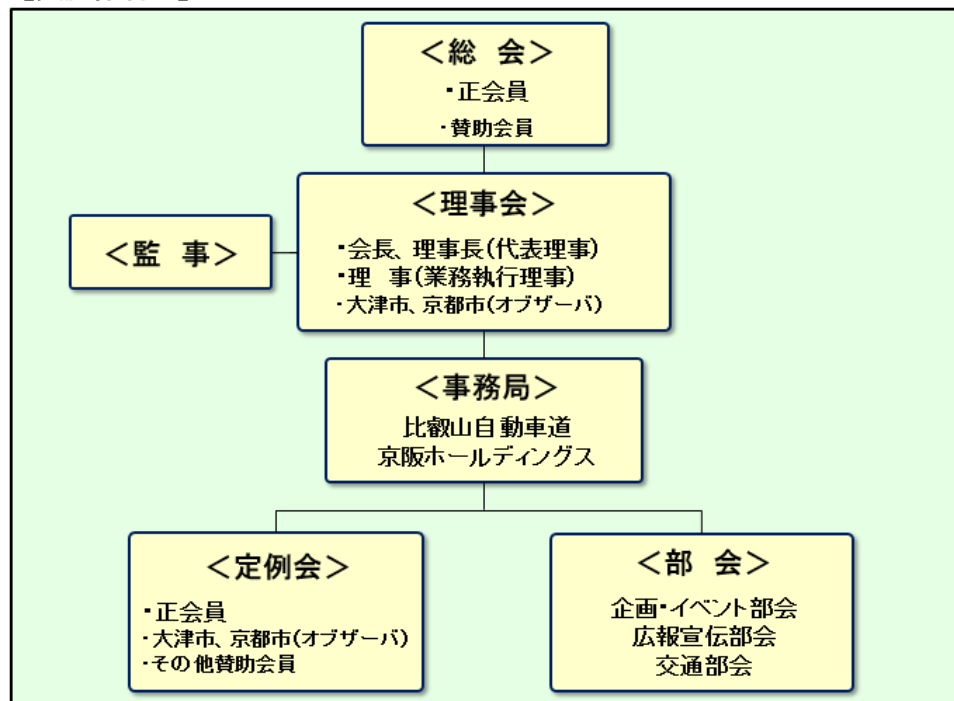 ＜総　会＞
・正会員
・賛助会員
＜理事会＞
・会長、理事長(代表理事)
・理　事(業務執行理事)
・大津市、京都市(オブザーバ)
＜監　事＞
＜事務局＞
比叡山自動車道
京阪ホールディングス
＜定例会＞
・正会員
・大津市、京都市(オブザーバ)
・その他賛助会員
＜部　会＞
企画・イベント部会
広報宣伝部会
交通部会